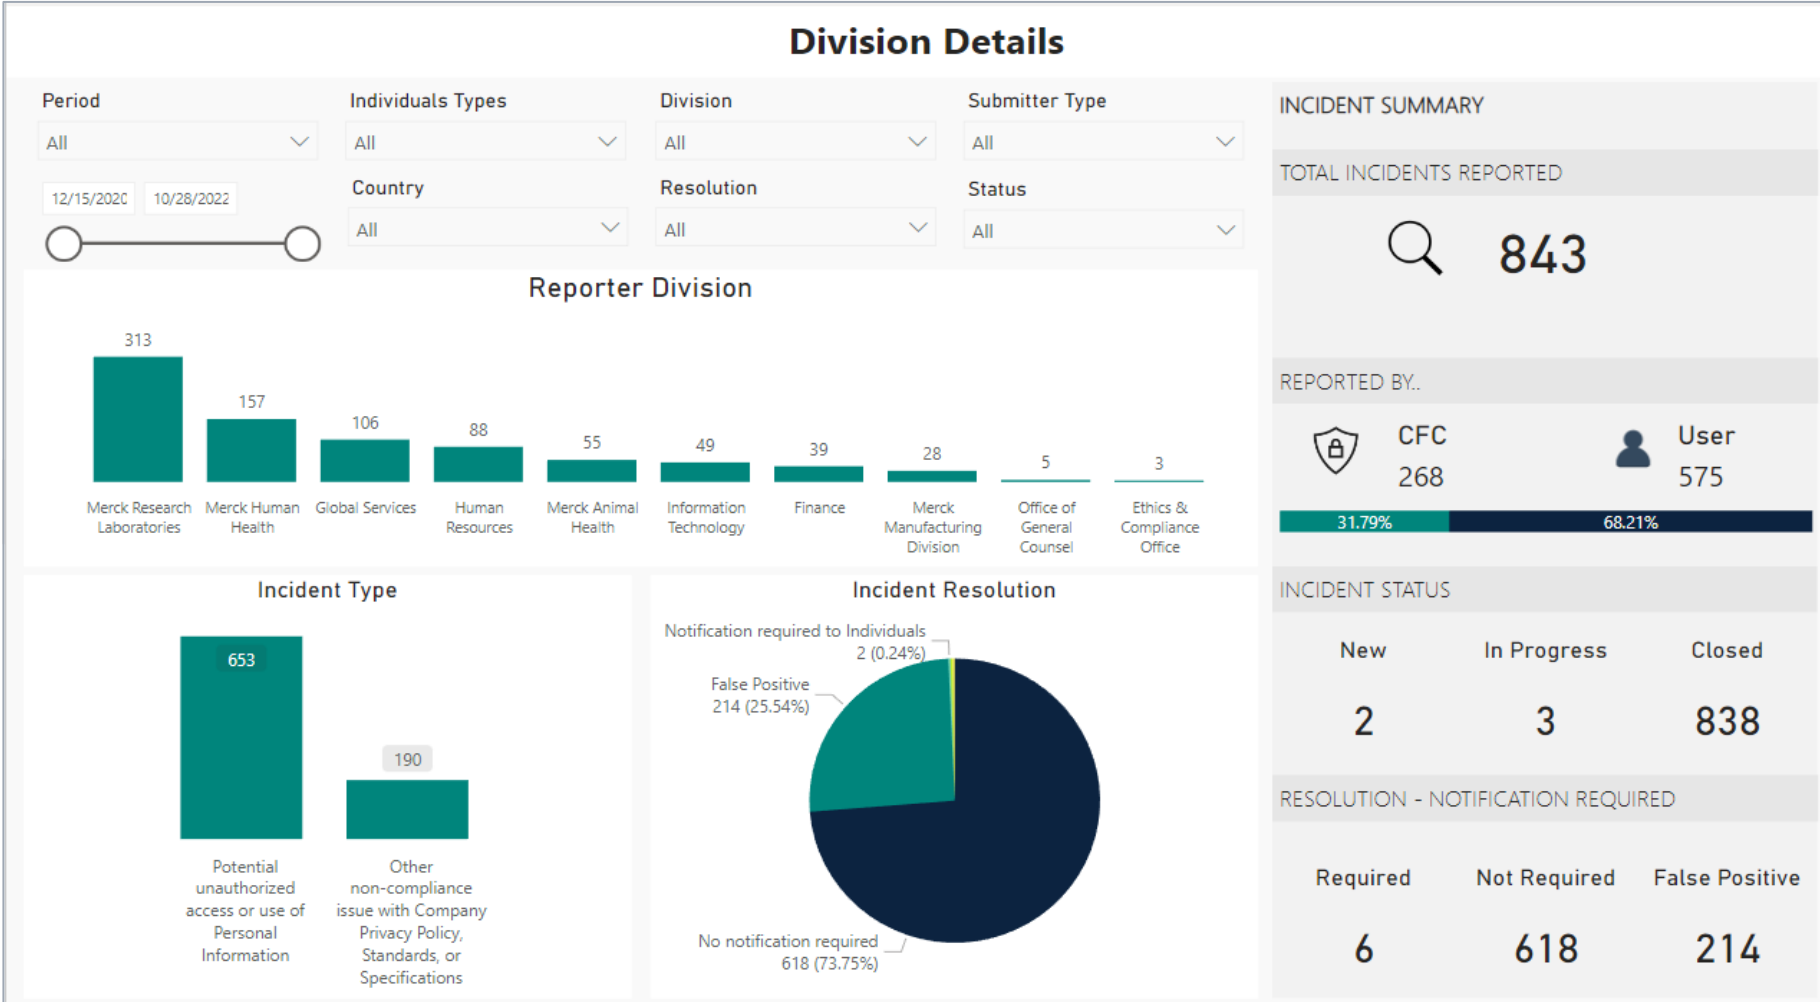 Division Details
Period
Individuals Types
Division
Submitter Type
All
All
All
All
12/15/2020
10/28/2022
Country
Resolution
Status
All
All
All
Reporter Division
313
157
106
88
55
49
39
28
5
3
Merck Research
Laboratories
Merck Human
Health
Global Services
Human
Resources
Merck Animal
Health
Information
Technology
Finance
Merck
Manufacturing
Division
Office of
General
Counsel
Ethics &
Compliance
Office
Incident Type
653
190
Potential
unauthorized
access or use of
Personal
Information
Other
non-compliance
issue with Company
Privacy Policy,
Standards, or
Specifications
Incident Resolution
Notification required to Individuals
2 (0.24%)
False Positive
214 (25.54%)
No notification required
618 (73.75%)
INCIDENT SUMMARY
TOTAL INCIDENTS REPORTED
843
REPORTED BY..
CFC
268
User
575
31.79%
68.21%
INCIDENT STATUS
New
In Progress
Closed
2
3
838
RESOLUTION - NOTIFICATION REQUIRED
Required
Not Required
False Positive
6
618
214